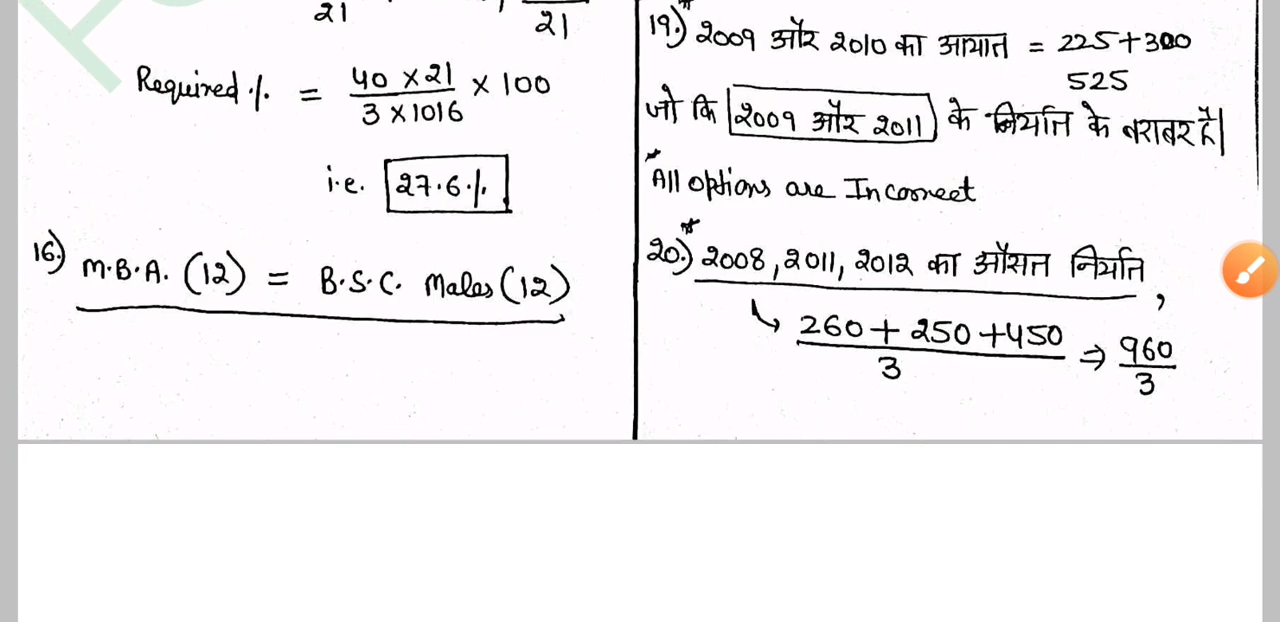 21
21
Required % = 40 × 21 / 3 × 1016 × 100
i.e. 27.6 %
16.) M.B.A. (12) = B.S.C. Males (12)
19.) 2009 और 2010 का आयात = 225+300
525
जो कि 2009 और 2011 के निर्यात के बराबर है|
*All options are Incorrect
20.) 2008, 2011, 2012 का औसत निर्यात,
↳ 260 + 250 + 450 / 3 ⇒ 960 / 3